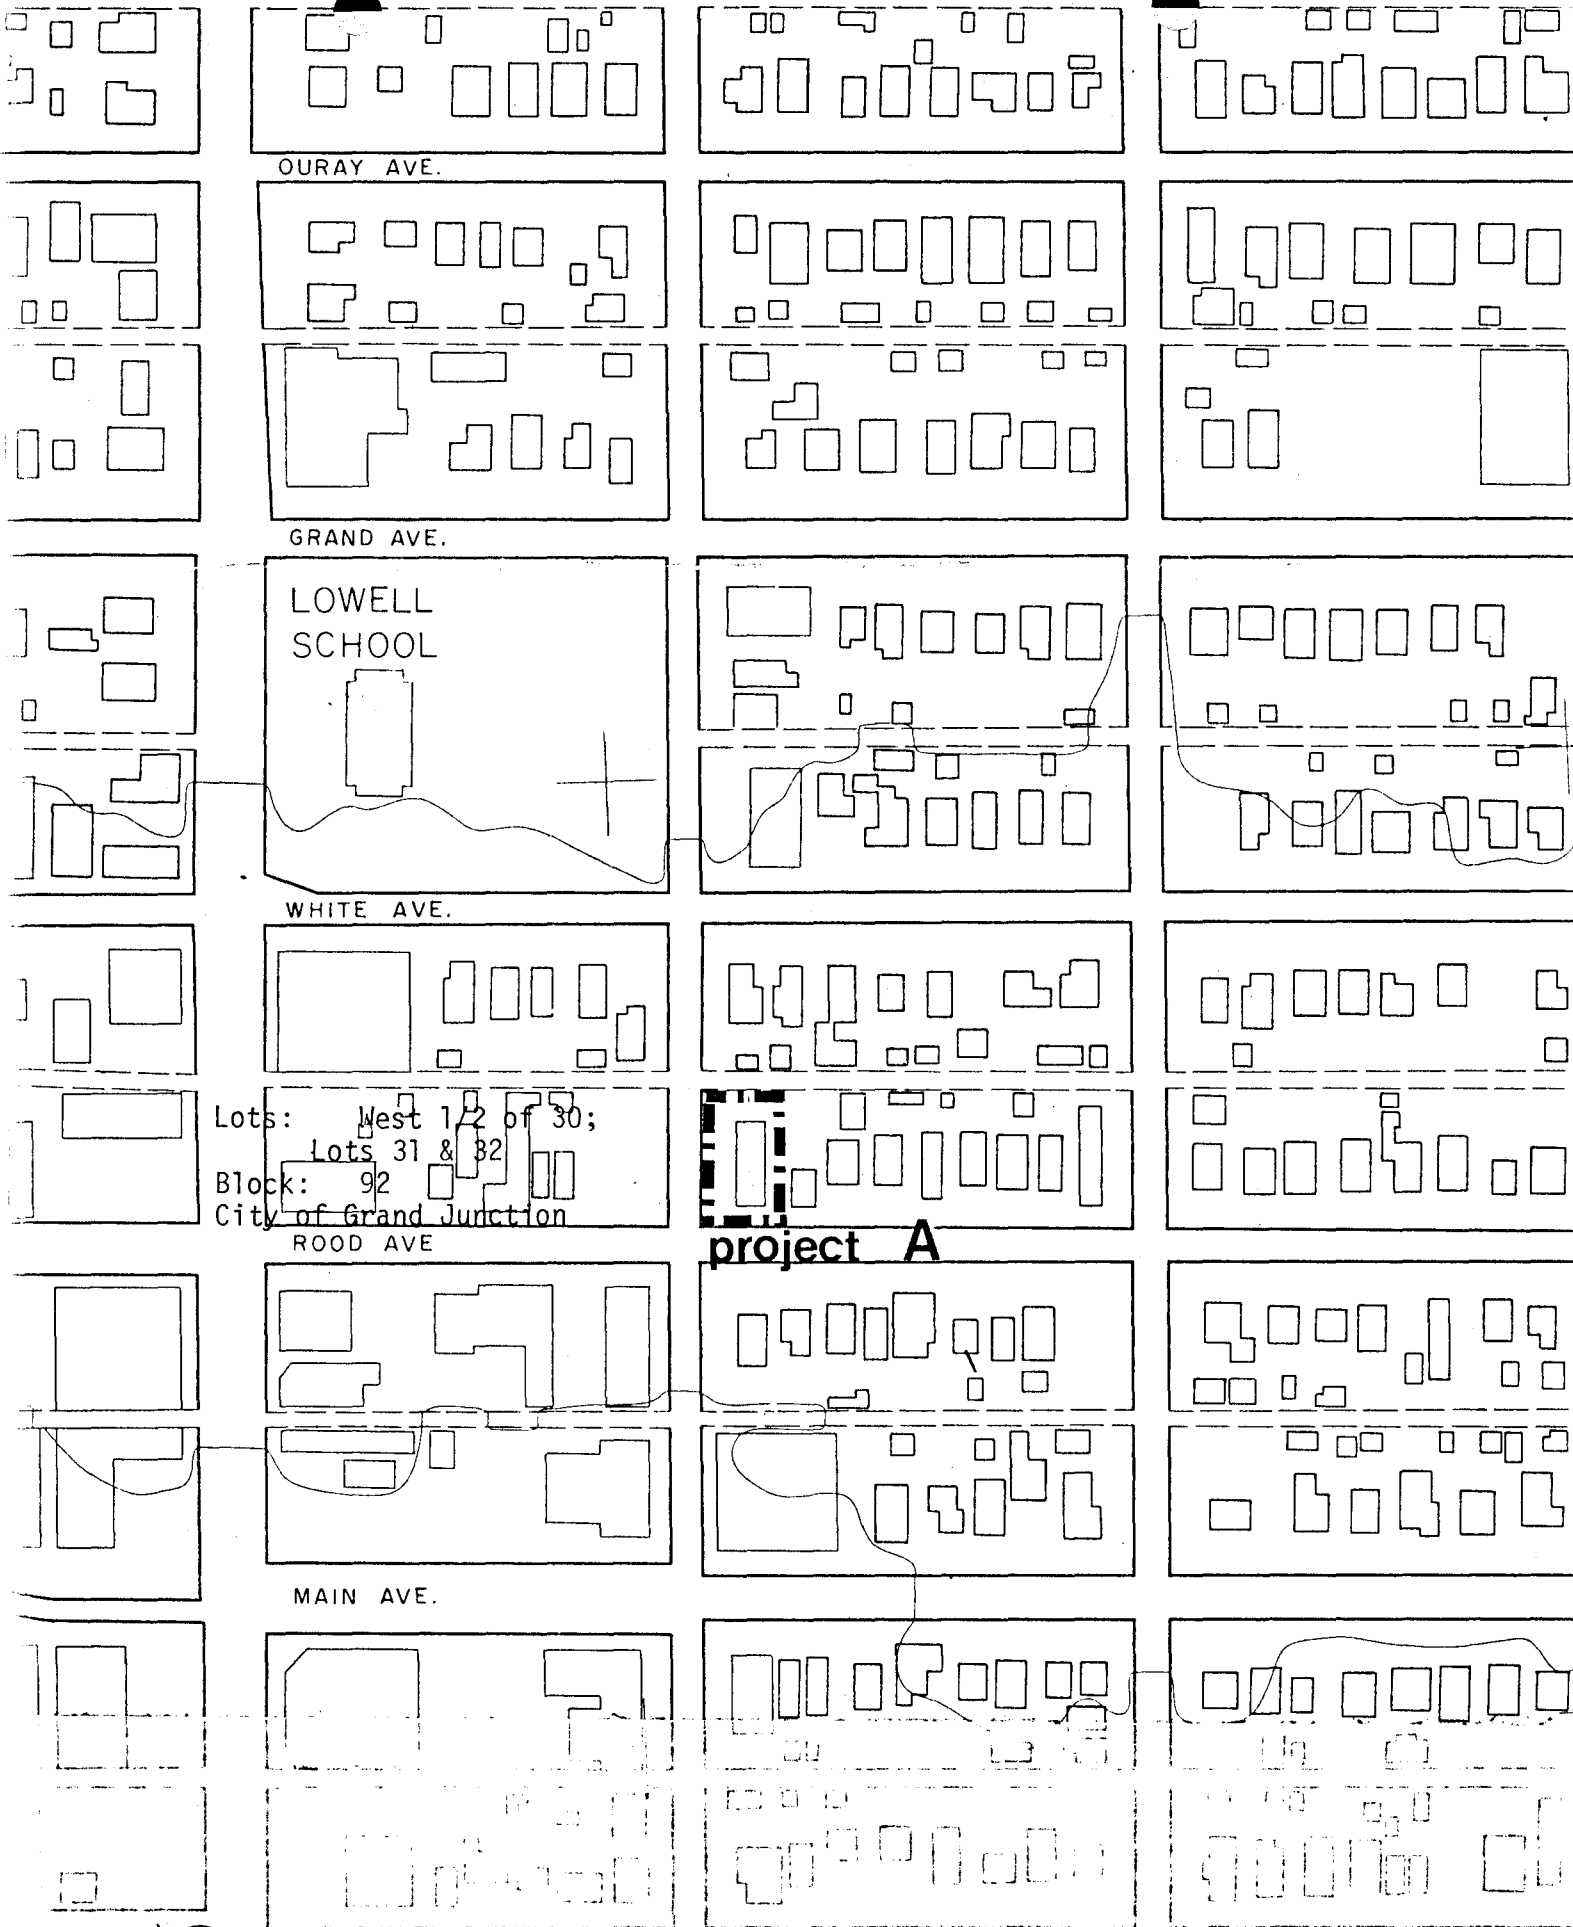 OURAY AVE.
GRAND AVE.
LOWELL
SCHOOL
WHITE AVE.
Lots: West 1/2 of 30;
Lots 31 & 32
Block: 92
City of Grand Junction
ROOD AVE
project A
MAIN AVE.